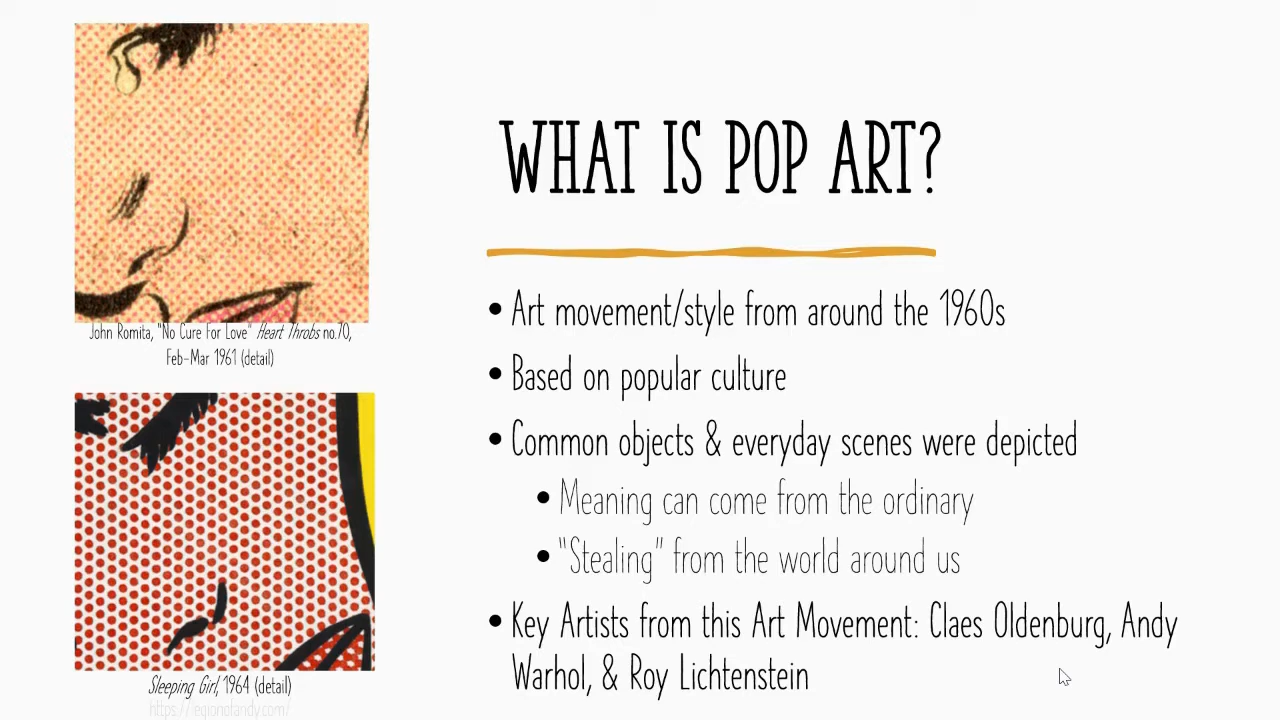 WHAT IS POP ART?
• Art movement/style from around the 1960s
• Based on popular culture
• Common objects & everyday scenes were depicted
• Meaning can come from the ordinary
• "Stealing" from the world around us
• Key Artists from this Art Movement: Claes Oldenburg, Andy
Warhol, & Roy Lichtenstein
John Romita, "No Cure For Love" Heart Throbs no.70,
Feb-Mar 1961 (detail)
Sleeping Girl, 1964 (detail)